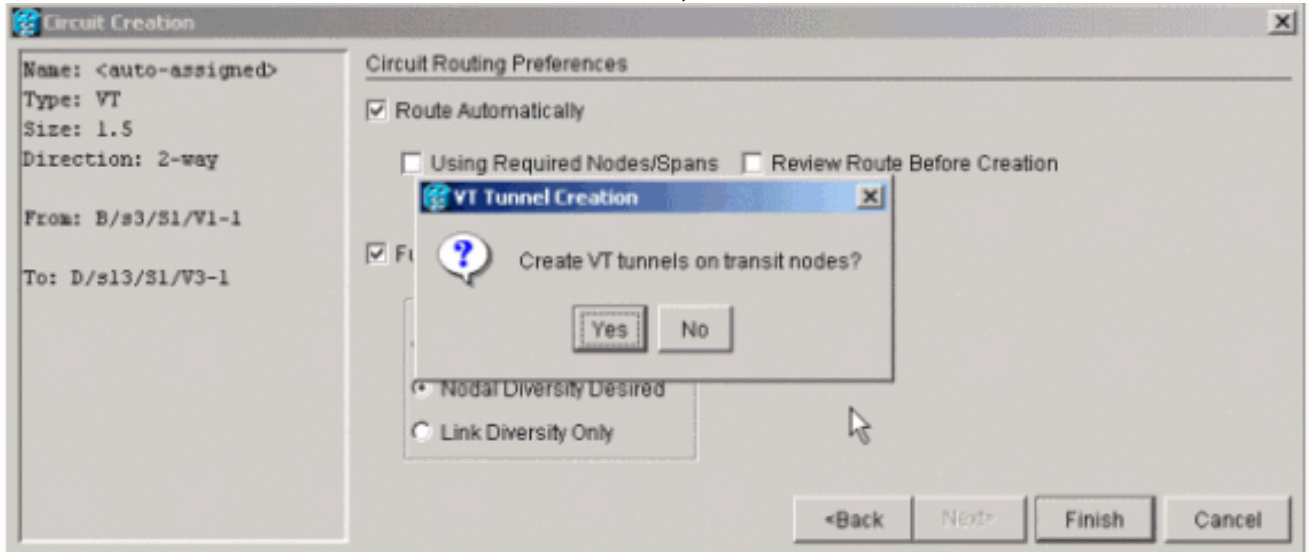 Circuit Creation
Name: <auto-assigned>
Type: VT
Size: 1.5
Direction: 2-way
From: B/s3/S1/V1-1
To: D/s13/S1/V3-1
Circuit Routing Preferences
Route Automatically
Using Required Nodes/Spans Review Route Before Creation
VT Tunnel Creation
Create VT tunnels on transit nodes?
Yes No
Nodal Diversity Desired
Link Diversity Only
<Back Next> Finish Cancel